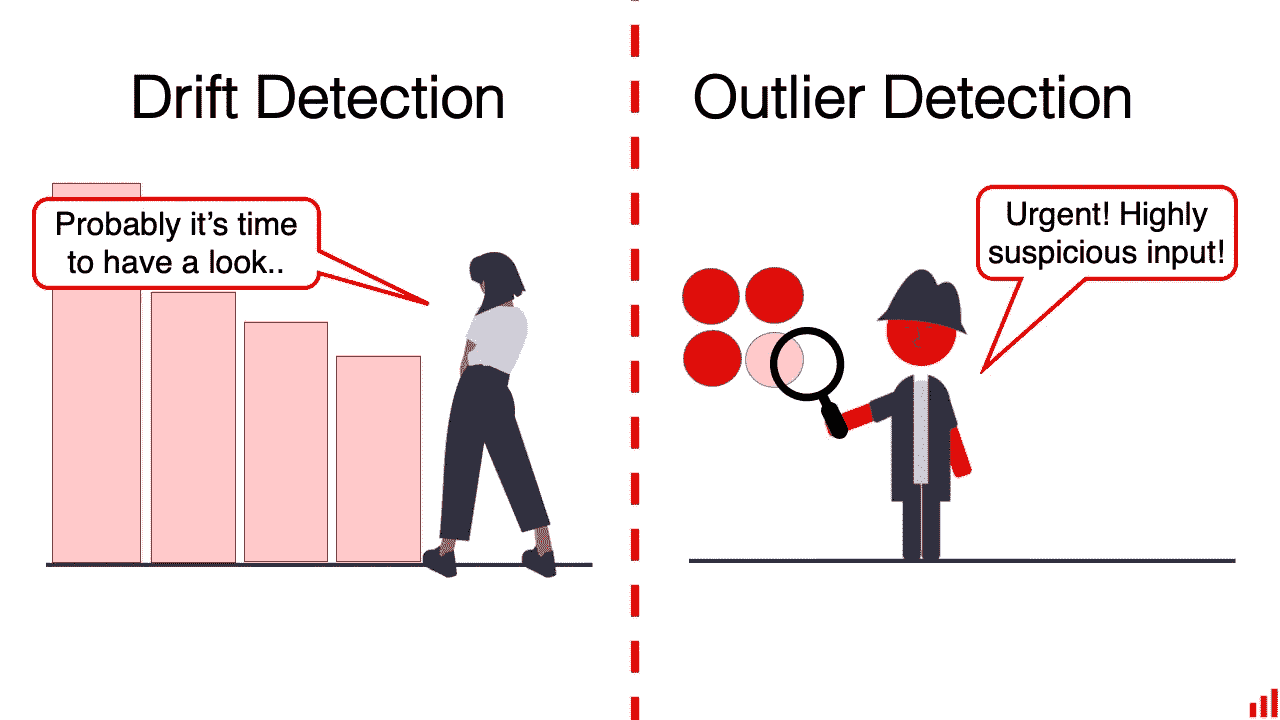 Drift Detection
Probably it’s time
to have a look..
Outlier Detection
Urgent! Highly
suspicious input!